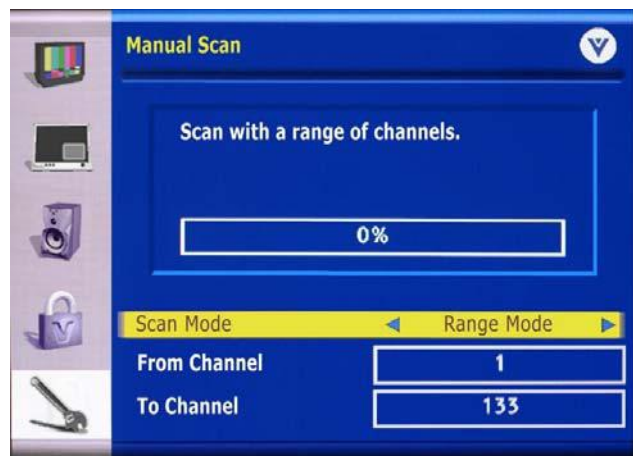 Manual Scan
Scan with a range of channels.
0%
Scan Mode Range Mode
From Channel 1
To Channel 133